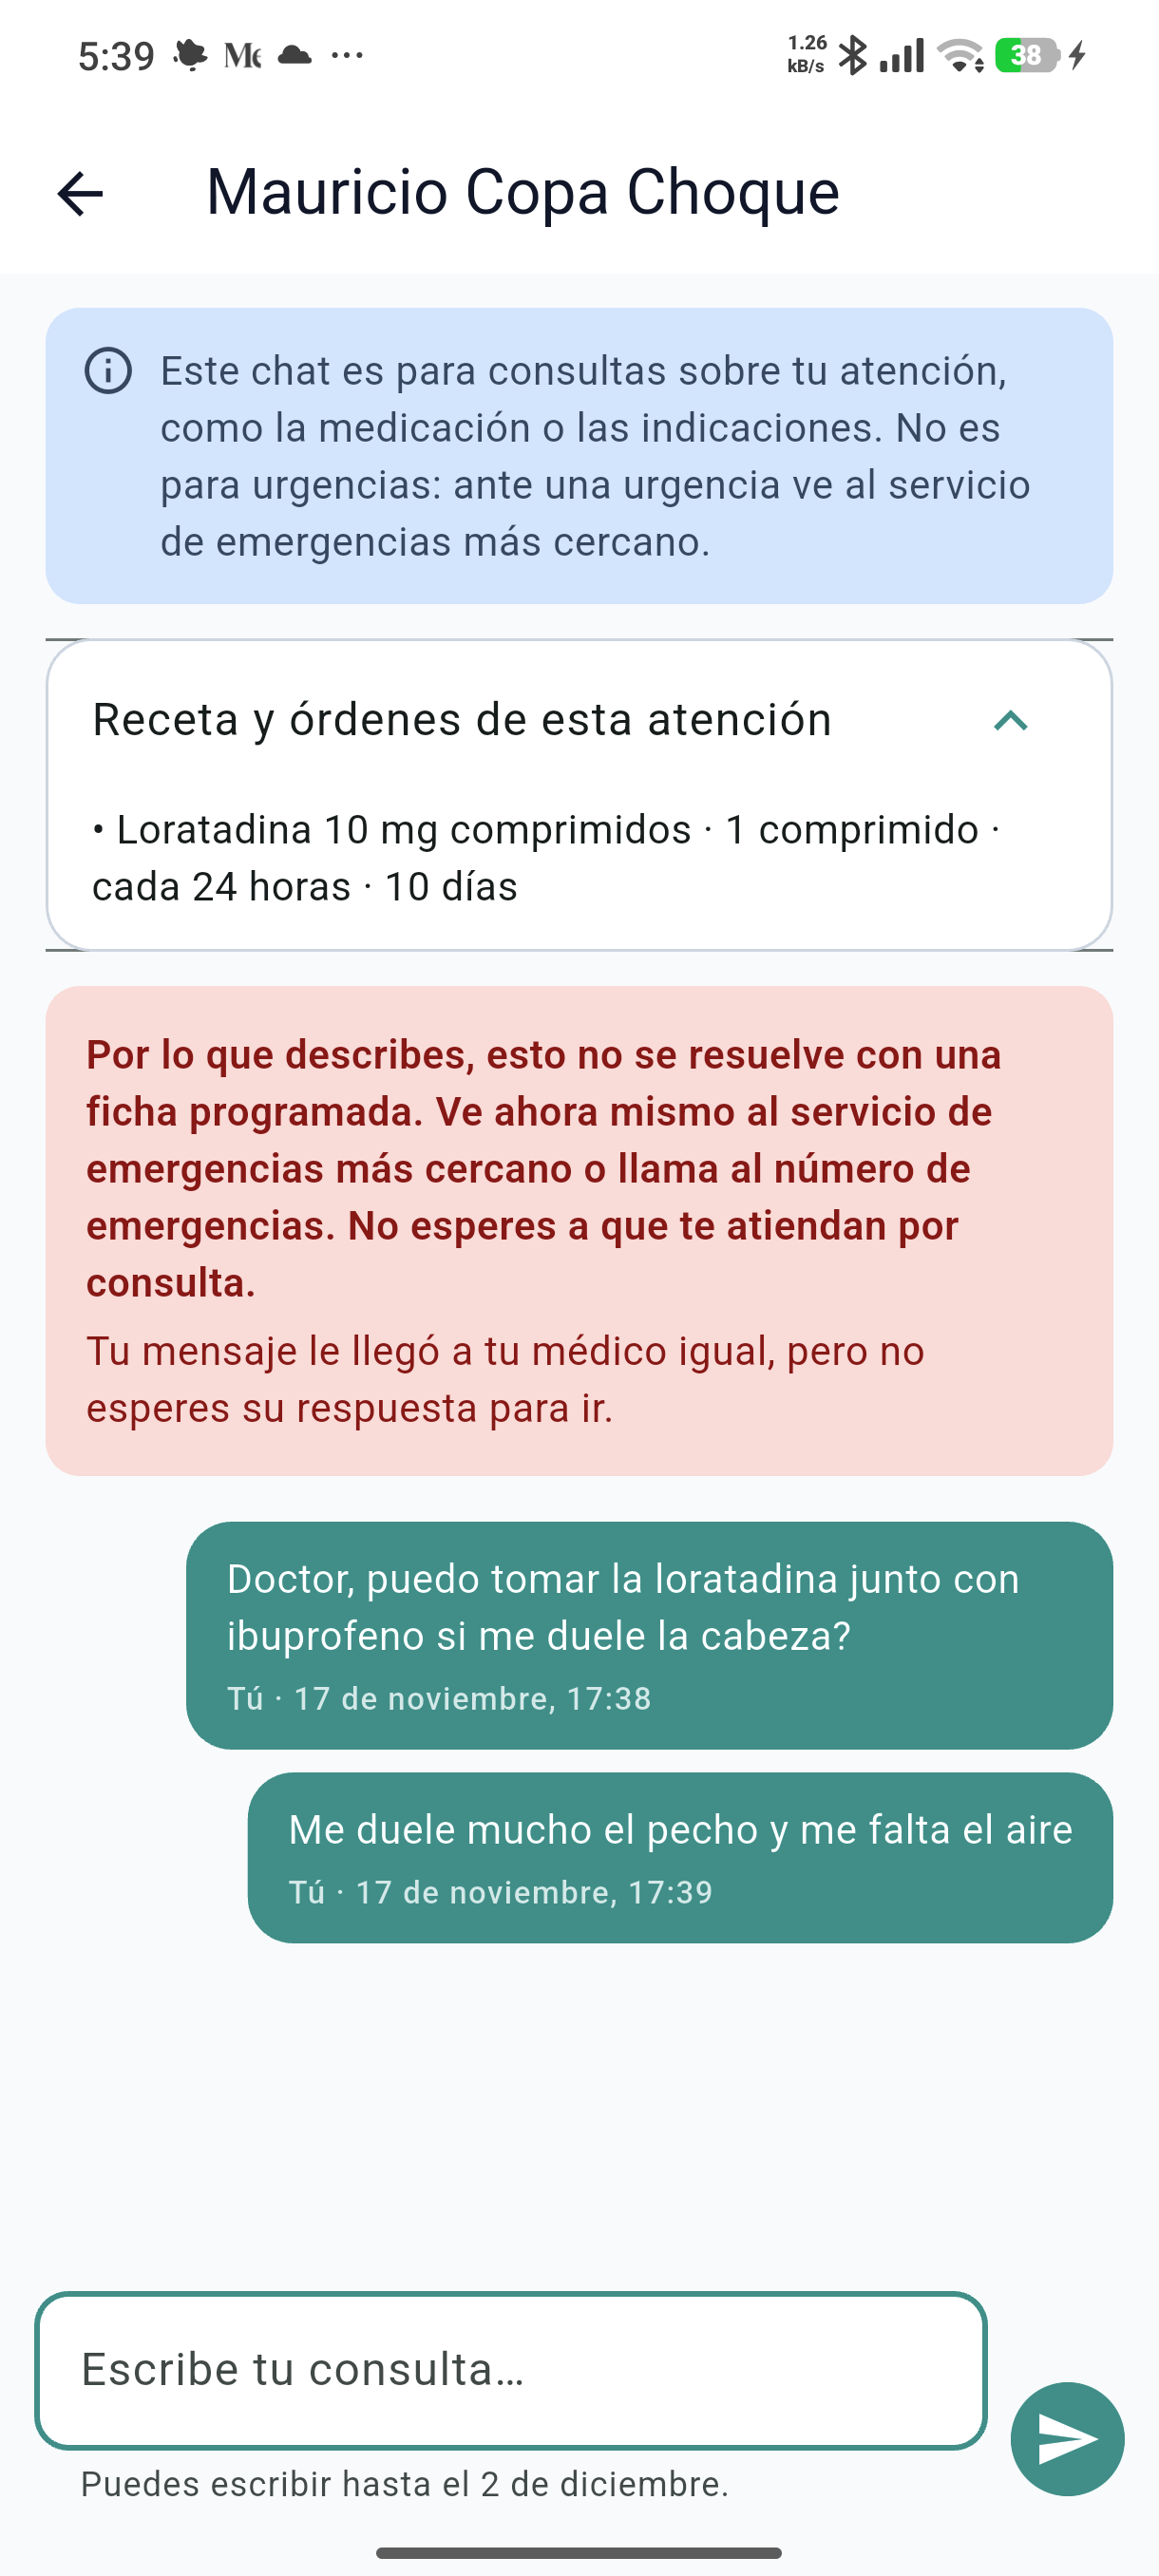 5:39
1.26
kB/s
38
Mauricio Copa Choque
Este chat es para consultas sobre tu atención,
como la medicación o las indicaciones. No es
para urgencias: ante una urgencia ve al servicio
de emergencias más cercano.
Receta y órdenes de esta atención
• Loratadina 10 mg comprimidos · 1 comprimido ·
cada 24 horas · 10 días
Por lo que describes, esto no se resuelve con una
ficha programada. Ve ahora mismo al servicio de
emergencias más cercano o llama al número de
emergencias. No esperes a que te atiendan por
consulta.
Tu mensaje le llegó a tu médico igual, pero no
esperes su respuesta para ir.
Doctor, puedo tomar la loratadina junto con
ibuprofeno si me duele la cabeza?
Tú · 17 de noviembre, 17:38
Me duele mucho el pecho y me falta el aire
Tú · 17 de noviembre, 17:39
Escribe tu consulta…
Puedes escribir hasta el 2 de diciembre.